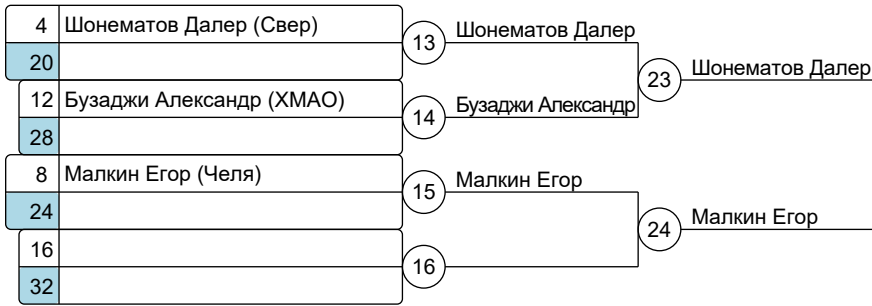 4 Шонематов Далер (Свер)
13
Шонематов Далер
20
23
Шонематов Далер
12 Бузаджи Александр (ХМАО)
14
Бузаджи Александр
28
8 Малкин Егор (Челя)
15
Малкин Егор
24
24
Малкин Егор
16
16
32